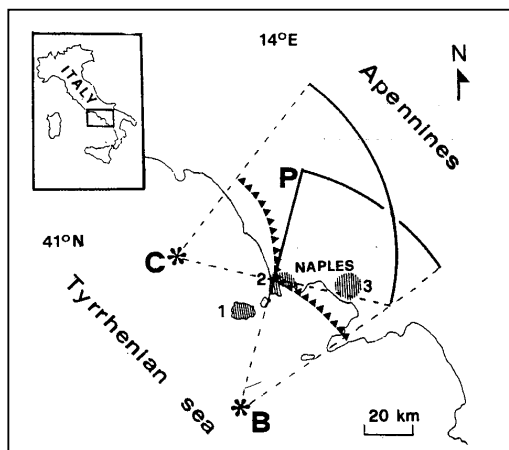 14°E
N
ITALY
Apennines
P
41°N
C
NAPLES
2
3
1
Tyrrhenian sea
B
20 km